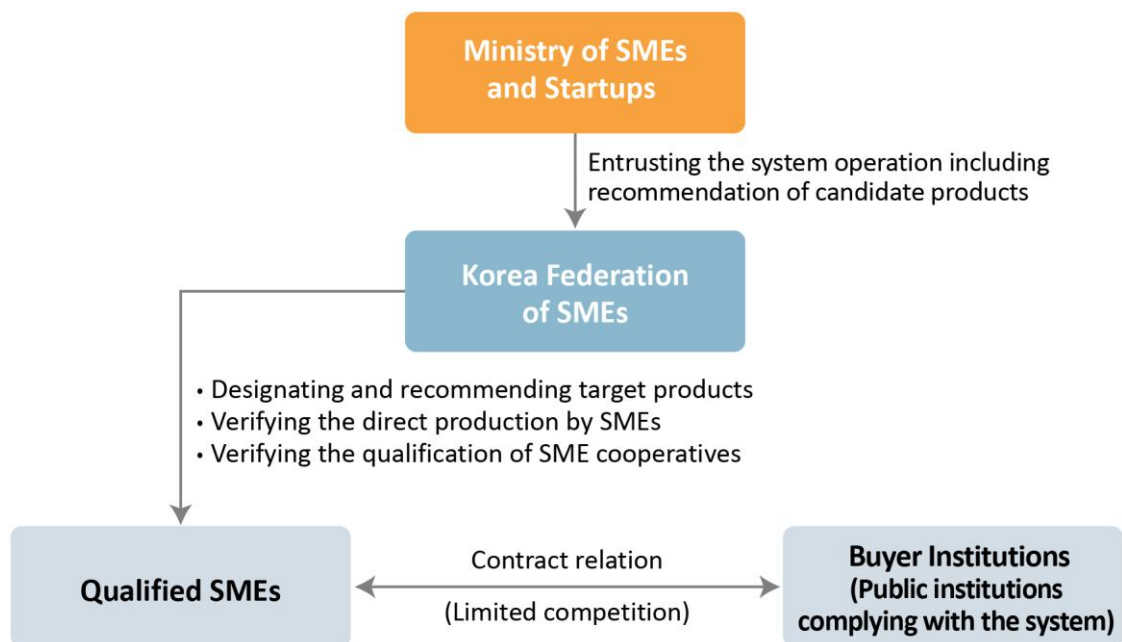 Ministry of SMEs
and Startups
Entrusting the system operation including
recommendation of candidate products
Korea Federation
of SMEs
• Designating and recommending target products
• Verifying the direct production by SMEs
• Verifying the qualification of SME cooperatives
Qualified SMEs
Contract relation
(Limited competition)
Buyer Institutions
(Public institutions
complying with the system)